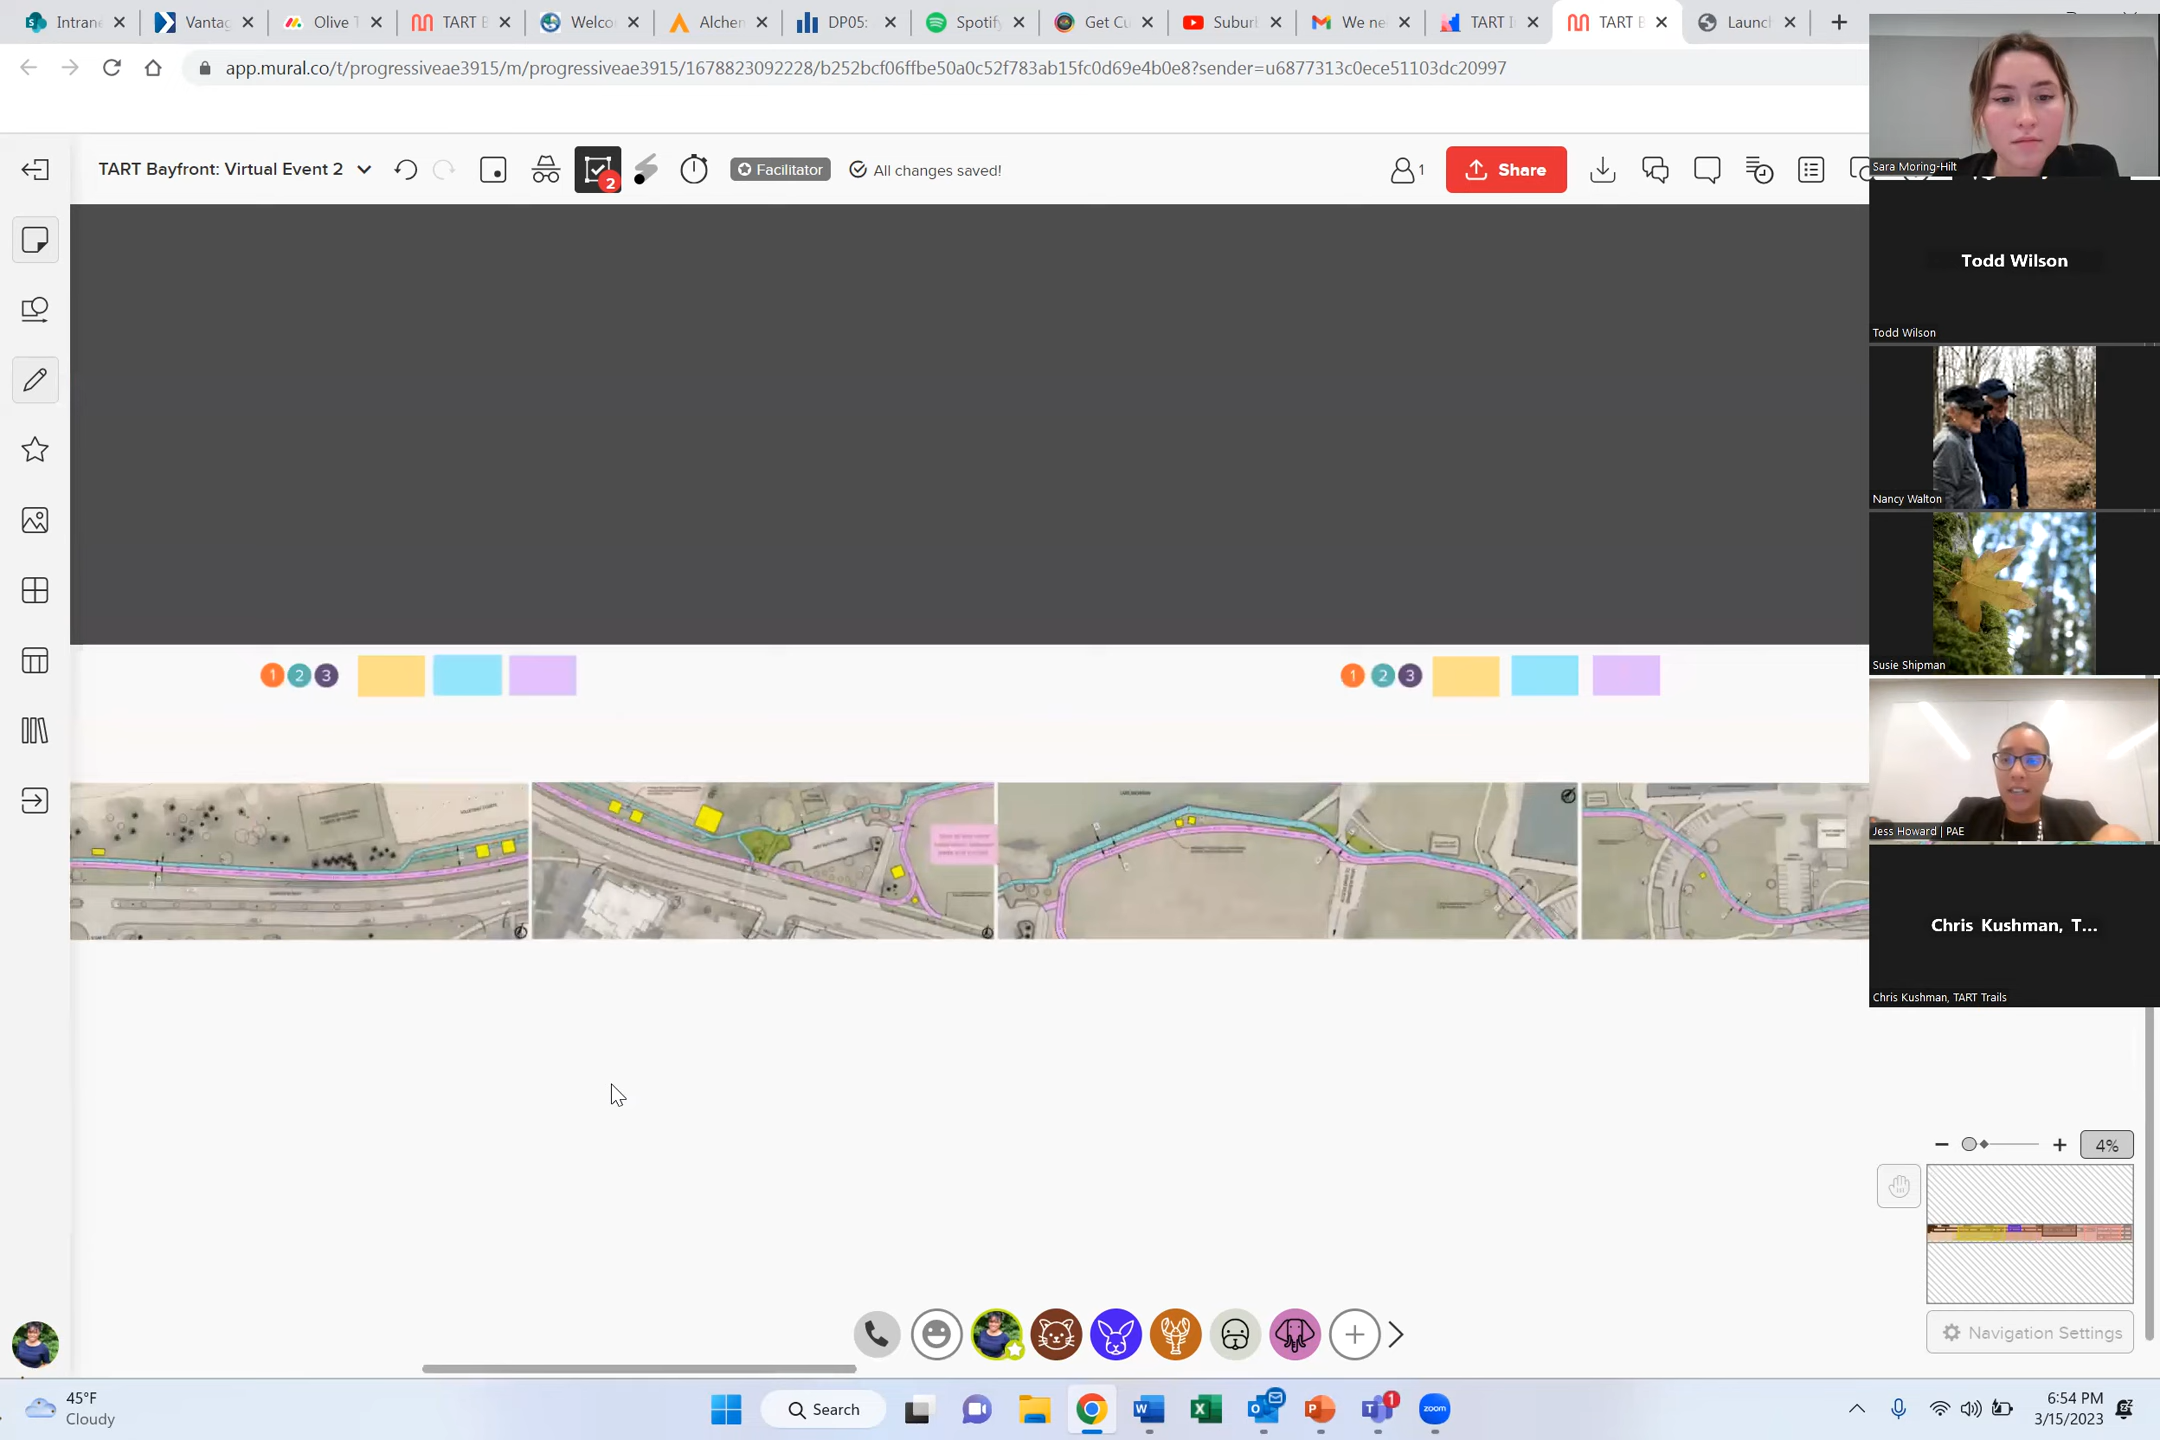 Intrane
Vantag
Olive T
TART B
Welco
Alchem
DP05:
Spotify
Get Cu
Suburb
We ne
TART I
TART B
Launch
app.mural.co/t/progressiveae3915/m/progressiveae3915/1678823092228/b252bcf06ffbe50a0c52f783ab15fc0d69e4b0e8?sender=u6877313c0ece51103dc20997
TART Bayfront: Virtual Event 2
2
Facilitator
All changes saved!
1
Share
Sara Moring-Hilt
Todd Wilson
Todd Wilson
Nancy Walton
Susie Shipman
1 2 3
1 2 3
Jess Howard | PAE
Chris Kushman, T...
Chris Kushman, TART Trails
4%
Navigation Settings
45°F
Cloudy
Search
1
zoom
6:54 PM
3/15/2023